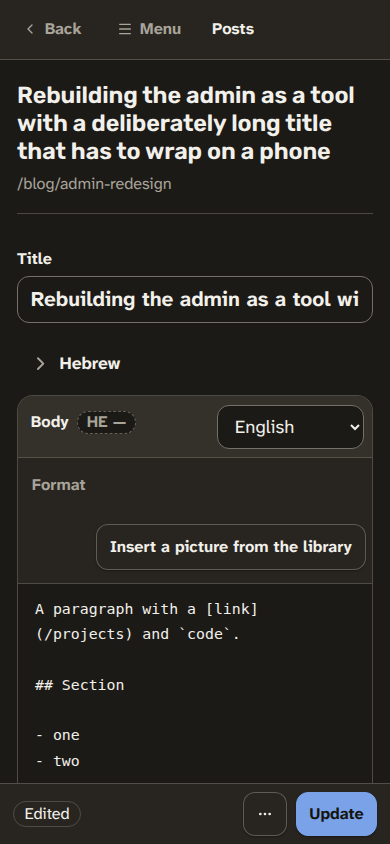 Back
Menu
Posts
Rebuilding the admin as a tool
with a deliberately long title
that has to wrap on a phone
/blog/admin-redesign
Title
Rebuilding the admin as a tool wi
Hebrew
Body
HE —
English
Format
Insert a picture from the library
A paragraph with a [link]
(/projects) and `code`.
## Section
- one
- two
Edited
...
Update